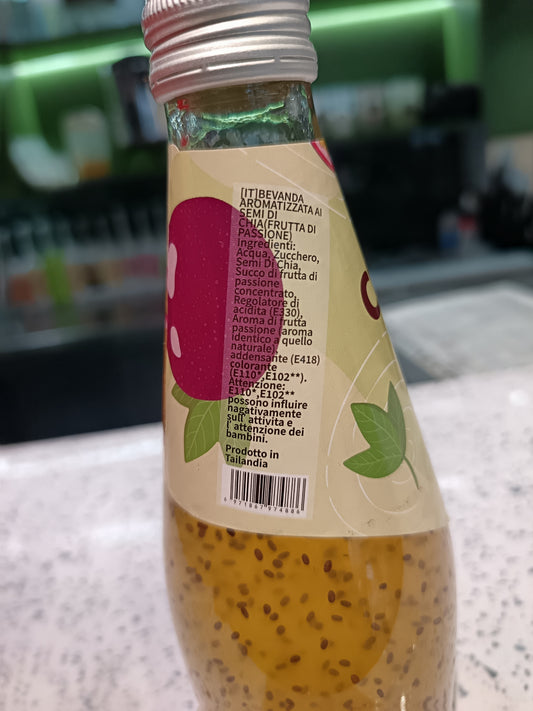 [IT]BEVANDA
AROMATIZZATA AI
SEMI DI
CHIA(FRUTTA DI
PASSIONE)
Ingredienti:
Acqua, Zucchero,
Semi Di Chia,
Succo di frutta di
passione
concentrato,
Regolatore di
acidita (E330),
Aroma di frutta
passione (aroma
identico a quello
naturale),
addensante (E418)
colorante
(E110*,E102**).
Attenzione:
E110*,E102**
possono influire
nagativamente
sull' attivita e
l' attenzione dei
bambini.
Prodotto in
Tailandia